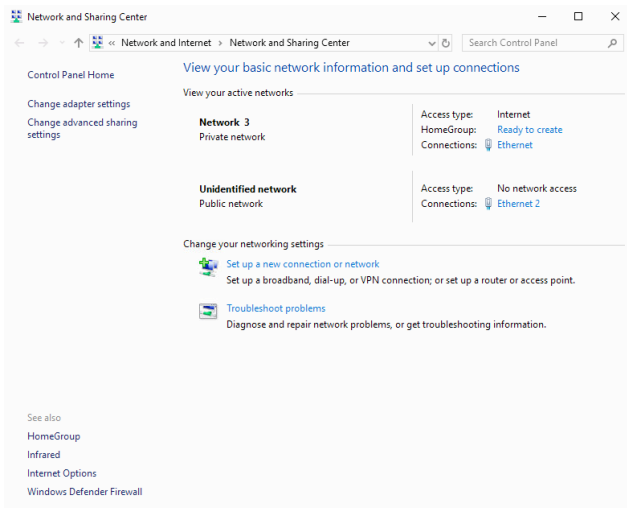 Network and Sharing Center
« Network and Internet › Network and Sharing Center
Search Control Panel
Control Panel Home
Change adapter settings
Change advanced sharing
settings
View your basic network information and set up connections
View your active networks
Network 3
Private network
Access type: Internet
HomeGroup: Ready to create
Connections: Ethernet
Unidentified network
Public network
Access type: No network access
Connections: Ethernet 2
Change your networking settings
Set up a new connection or network
Set up a broadband, dial-up, or VPN connection; or set up a router or access point.
Troubleshoot problems
Diagnose and repair network problems, or get troubleshooting information.
See also
HomeGroup
Infrared
Internet Options
Windows Defender Firewall